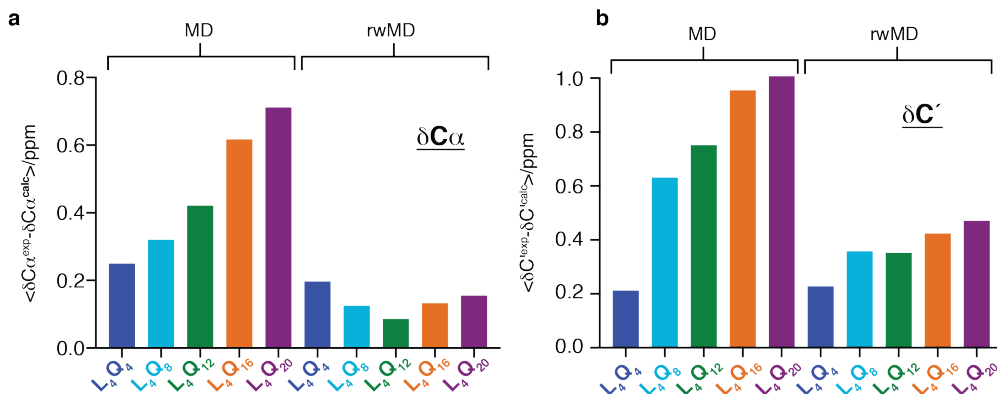 a
MD
rwMD
0.8
0.6
0.4
0.2
0.0
<δCα^exp-δCα^calc>/ppm
δCα
L₄Q₄
L₄Q₈
L₄Q₁₂
L₄Q₁₆
L₄Q₂₀
L₄Q₄
L₄Q₈
L₄Q₁₂
L₄Q₁₆
L₄Q₂₀
b
MD
rwMD
1.0
0.8
0.6
0.4
0.2
0.0
<δC'^exp-δC'^calc>/ppm
δC´
L₄Q₄
L₄Q₈
L₄Q₁₂
L₄Q₁₆
L₄Q₂₀
L₄Q₄
L₄Q₈
L₄Q₁₂
L₄Q₁₆
L₄Q₂₀